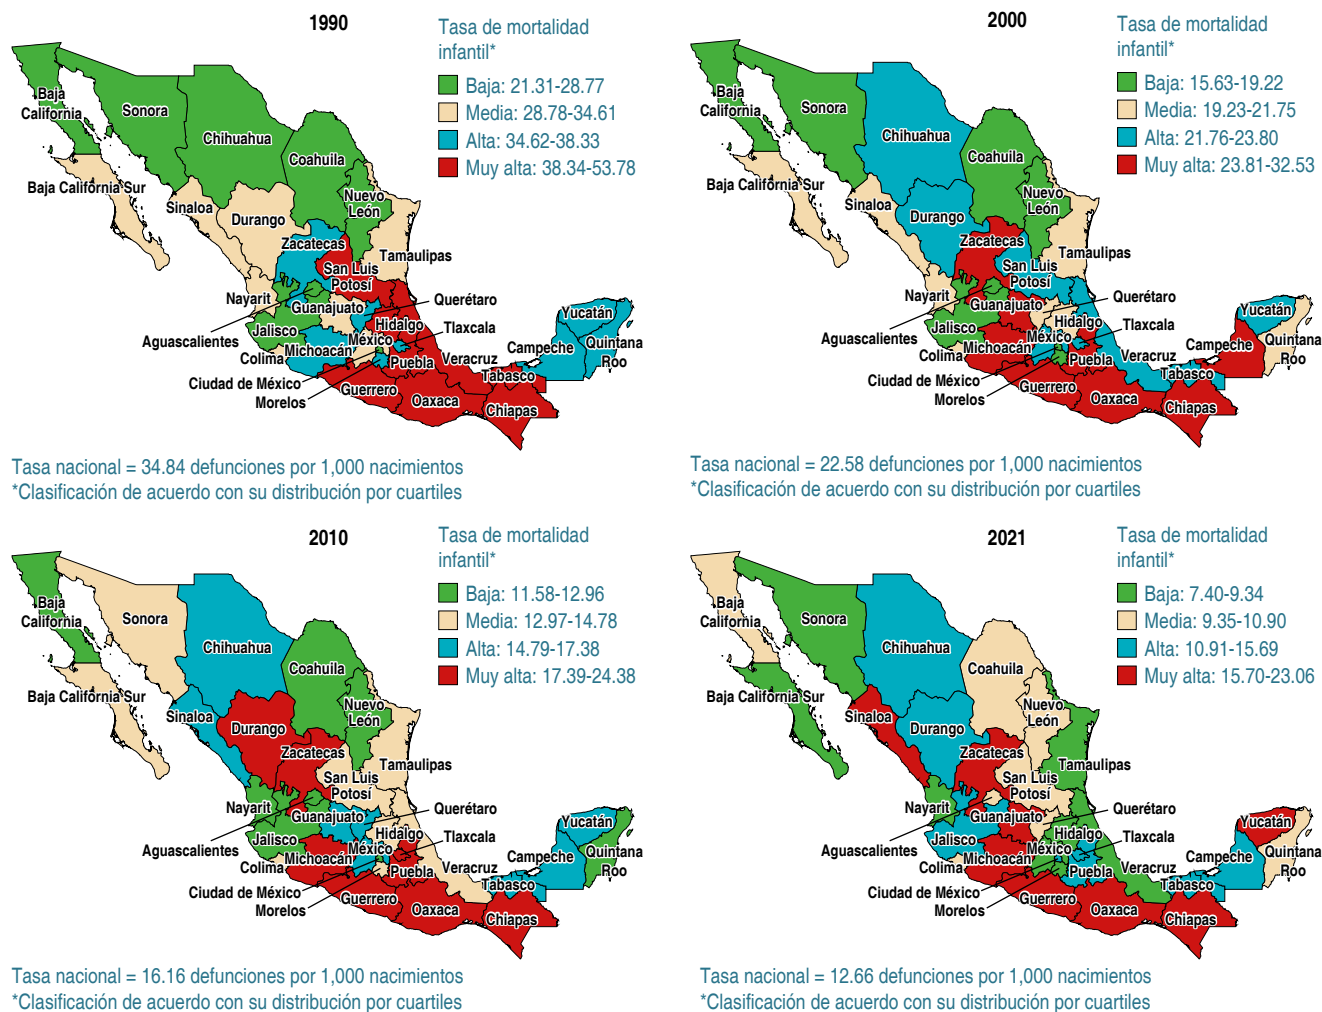 1990
Tasa de mortalidad
infantil*
Baja: 21.31-28.77
Media: 28.78-34.61
Alta: 34.62-38.33
Muy alta: 38.34-53.78
Baja
California
Sonora
Chihuahua
Coahuila
Baja California Sur
Sinaloa
Durango
Nuevo
León
Zacatecas
Tamaulipas
San Luis
Potosí
Nayarit
Guanajuato
Querétaro
Aguascalientes
Jalisco
Hidalgo
Tlaxcala
México
Colima
Michoacán
Ciudad de México
Puebla
Veracruz
Morelos
Guerrero
Oaxaca
Tabasco
Chiapas
Campeche
Yucatán
Quintana
Roo
Tasa nacional = 34.84 defunciones por 1,000 nacimientos
*Clasificación de acuerdo con su distribución por cuartiles
2000
Tasa de mortalidad
infantil*
Baja: 15.63-19.22
Media: 19.23-21.75
Alta: 21.76-23.80
Muy alta: 23.81-32.53
Baja
California
Sonora
Chihuahua
Coahuila
Baja California Sur
Sinaloa
Durango
Nuevo
León
Zacatecas
Tamaulipas
San Luis
Potosí
Nayarit
Guanajuato
Querétaro
Aguascalientes
Jalisco
Hidalgo
Tlaxcala
México
Colima
Michoacán
Ciudad de México
Puebla
Veracruz
Morelos
Guerrero
Oaxaca
Tabasco
Chiapas
Campeche
Yucatán
Quintana
Roo
Tasa nacional = 22.58 defunciones por 1,000 nacimientos
*Clasificación de acuerdo con su distribución por cuartiles
2010
Tasa de mortalidad
infantil*
Baja: 11.58-12.96
Media: 12.97-14.78
Alta: 14.79-17.38
Muy alta: 17.39-24.38
Baja
California
Sonora
Chihuahua
Coahuila
Baja California Sur
Sinaloa
Durango
Nuevo
León
Zacatecas
Tamaulipas
San Luis
Potosí
Nayarit
Guanajuato
Querétaro
Aguascalientes
Jalisco
Hidalgo
Tlaxcala
México
Colima
Michoacán
Ciudad de México
Puebla
Veracruz
Morelos
Guerrero
Oaxaca
Tabasco
Chiapas
Campeche
Yucatán
Quintana
Roo
Tasa nacional = 16.16 defunciones por 1,000 nacimientos
*Clasificación de acuerdo con su distribución por cuartiles
2021
Tasa de mortalidad
infantil*
Baja: 7.40-9.34
Media: 9.35-10.90
Alta: 10.91-15.69
Muy alta: 15.70-23.06
Baja
California
Sonora
Chihuahua
Coahuila
Baja California Sur
Sinaloa
Durango
Nuevo
León
Zacatecas
Tamaulipas
San Luis
Potosí
Nayarit
Guanajuato
Querétaro
Aguascalientes
Jalisco
Hidalgo
Tlaxcala
México
Colima
Michoacán
Ciudad de México
Puebla
Veracruz
Morelos
Guerrero
Oaxaca
Tabasco
Chiapas
Campeche
Yucatán
Quintana
Roo
Tasa nacional = 12.66 defunciones por 1,000 nacimientos
*Clasificación de acuerdo con su distribución por cuartiles